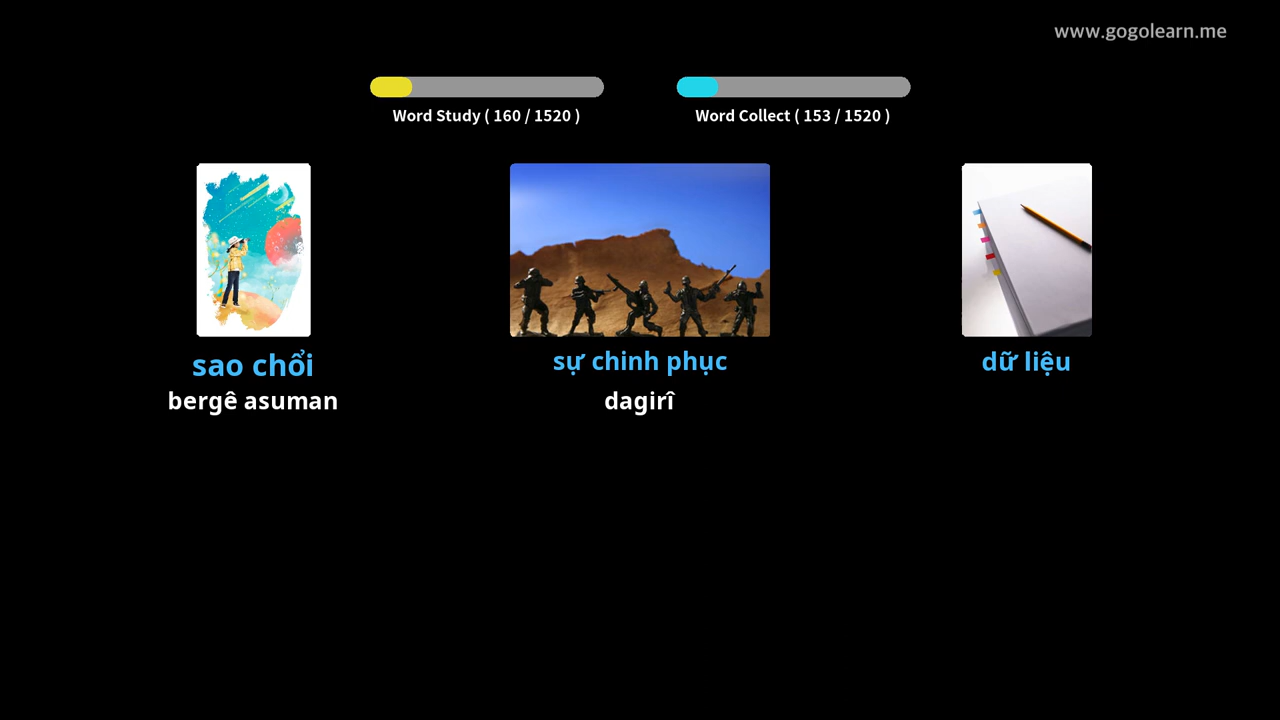 www.gogolearn.me
Word Study ( 160 / 1520 )
Word Collect ( 153 / 1520 )
sao chổi
bergê asuman
sự chinh phục
dagirî
dữ liệu